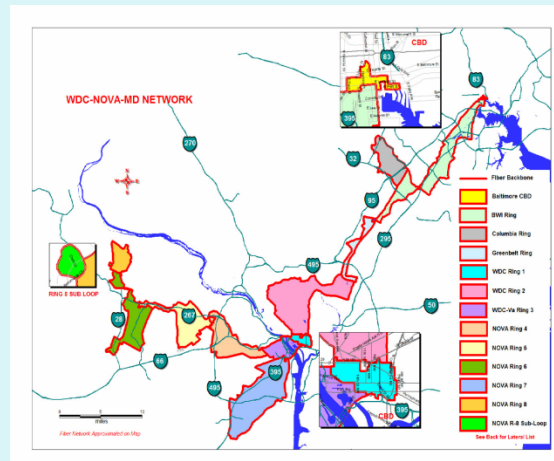 WDC-NOVA-MD NETWORK
CBD
83
395
83
270
32
95
295
495
50
28
267
66
495
395
RING 8 SUB LOOP
CBD
395
Fiber Backbone
Baltimore CBD
BWI Ring
Columbia Ring
Greenbelt Ring
WDC Ring 1
WDC Ring 2
WDC-Va Ring 3
NOVA Ring 4
NOVA Ring 5
NOVA Ring 6
NOVA Ring 7
NOVA Ring 8
NOVA R-8 Sub-Loop
See Back for Lateral List
miles
Fiber Network Approximated on Map